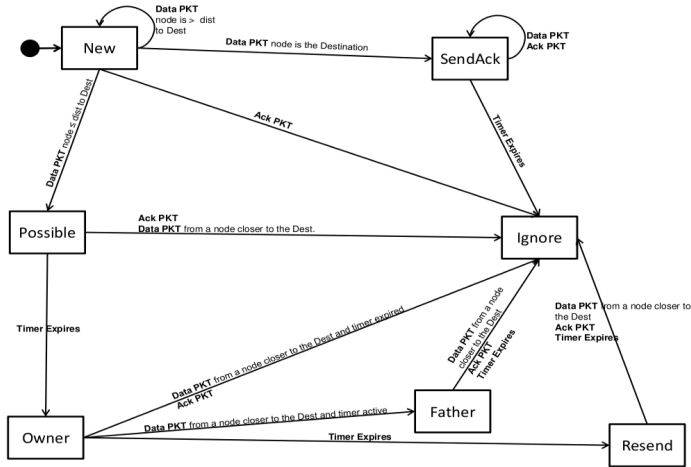 Data PKT
node is > dist
to Dest
New
Data PKT node is the Destination
SendAck
Data PKT
Ack PKT
Data PKT node ≤ dist to Dest
Ack PKT
Timer Expires
Possible
Ack PKT
Data PKT from a node closer to the Dest.
Ignore
Timer Expires
Data PKT from a node closer to the Dest and timer expired
Ack PKT
Data PKT from a node
closer to the Dest
Ack PKT
Timer Expires
Data PKT from a node closer to
the Dest
Ack PKT
Timer Expires
Owner
Data PKT from a node closer to the Dest and timer active
Father
Timer Expires
Resend